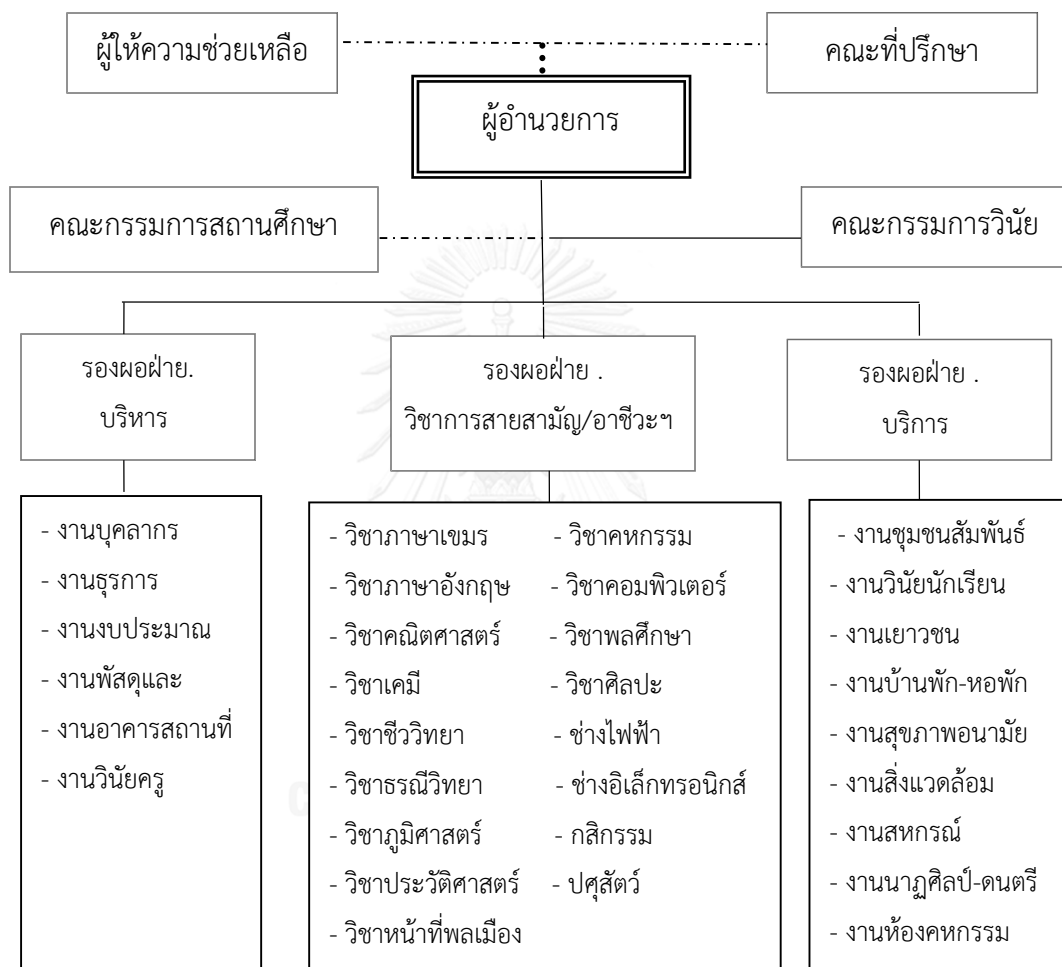 ผู้ให้ความช่วยเหลือ
คณะที่ปรึกษา
ผู้อำนวยการ
คณะกรรมการสถานศึกษา
คณะกรรมการวินัย
รองผอฝ่าย.
บริหาร
รองผอฝ่าย .
วิชาการสายสามัญ/อาชีวะฯ
รองผอฝ่าย .
บริการ
- งานบุคลากร
- งานธุรการ
- งานงบประมาณ
- งานพัสดุและ
- งานอาคารสถานที่
- งานวินัยครู
- วิชาภาษาเขมร
- วิชาภาษาอังกฤษ
- วิชาคณิตศาสตร์
- วิชาเคมี
- วิชาชีววิทยา
- วิชาธรณีวิทยา
- วิชาภูมิศาสตร์
- วิชาประวัติศาสตร์
- วิชาหน้าที่พลเมือง
- วิชาคหกรรม
- วิชาคอมพิวเตอร์
- วิชาพลศึกษา
- วิชาศิลปะ
- ช่างไฟฟ้า
- ช่างอิเล็กทรอนิกส์
- กสิกรรม
- ปศุสัตว์
- งานชุมชนสัมพันธ์
- งานวินัยนักเรียน
- งานเยาวชน
- งานบ้านพัก-หอพัก
- งานสุขภาพอนามัย
- งานสิ่งแวดล้อม
- งานสหกรณ์
- งานนาฏศิลป์-ดนตรี
- งานห้องคหกรรม